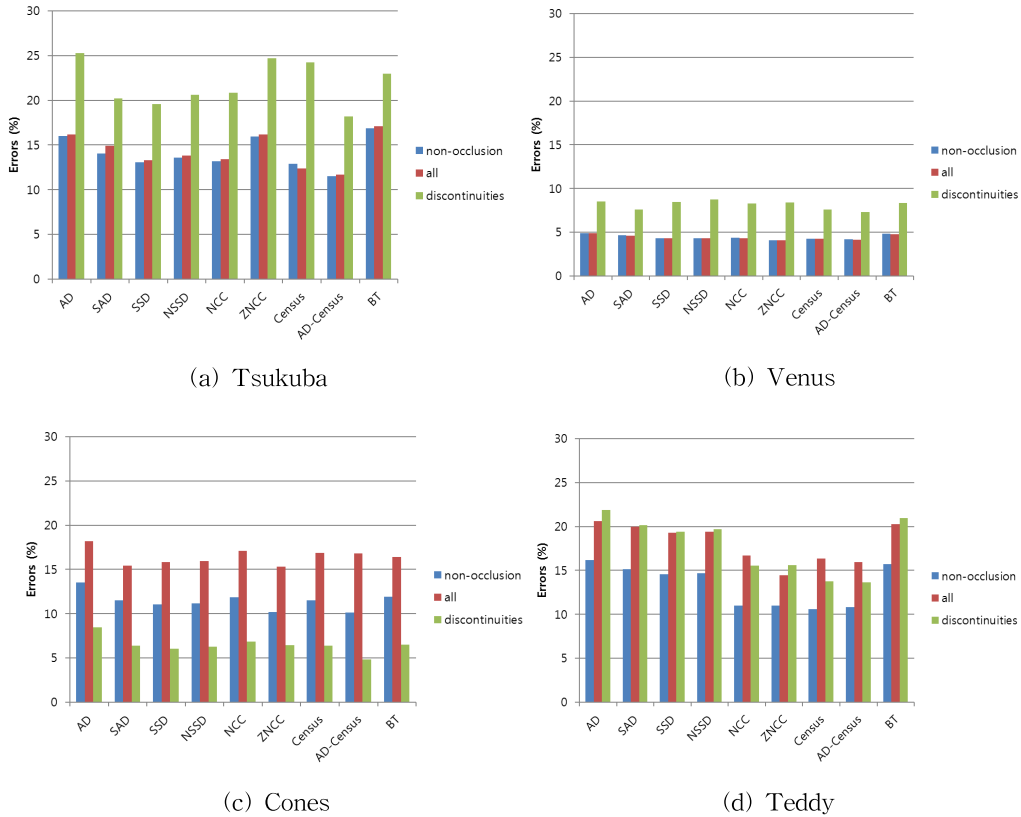 30
25
20
15
10
5
0
Errors (%)
AD
SAD
SSD
NSSD
NCC
ZNCC
Census
AD-Census
BT
non-occlusion
all
discontinuities
(a) Tsukuba
30
25
20
15
10
5
0
Errors (%)
AD
SAD
SSD
NSSD
NCC
ZNCC
Census
AD-Census
BT
non-occlusion
all
discontinuities
(b) Venus
30
25
20
15
10
5
0
Errors (%)
AD
SAD
SSD
NSSD
NCC
ZNCC
Census
AD-Census
BT
non-occlusion
all
discontinuities
(c) Cones
30
25
20
15
10
5
0
Errors (%)
AD
SAD
SSD
NSSD
NCC
ZNCC
Census
AD-Census
BT
non-occlusion
all
discontinuities
(d) Teddy